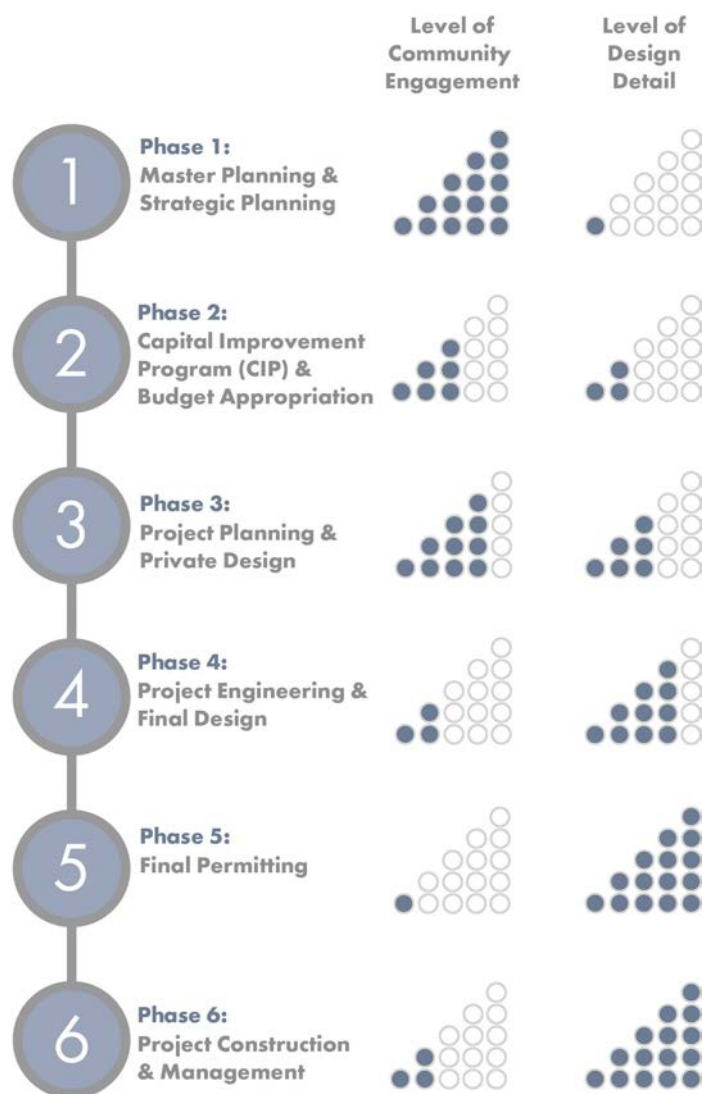 Level of
Community
Engagement
Level of
Design
Detail
1
Phase 1:
Master Planning &
Strategic Planning
2
Phase 2:
Capital Improvement
Program (CIP) &
Budget Appropriation
3
Phase 3:
Project Planning &
Private Design
4
Phase 4:
Project Engineering &
Final Design
5
Phase 5:
Final Permitting
6
Phase 6:
Project Construction
& Management